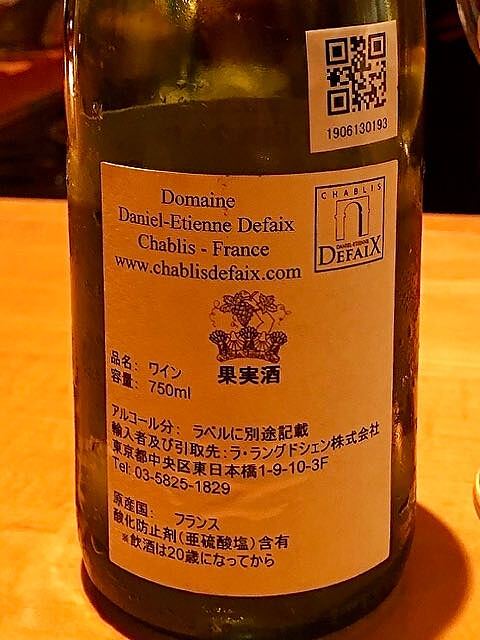 1906130193
Domaine
Daniel-Etienne Defaix
Chablis - France
www.chablisdefaix.com
CHABLIS
DANIEL-ETIENNE
DEFAIX
果実酒
品名: ワイン
容量: 750ml
アルコール分: ラベルに別途記載
輸入者及び引取先:ラ・ラングドシェン株式会社
東京都中央区東日本橋1-9-10-3F
Tel: 03-5825-1829
原産国: フランス
酸化防止剤(亜硫酸塩)含有
※飲酒は20歳になってから